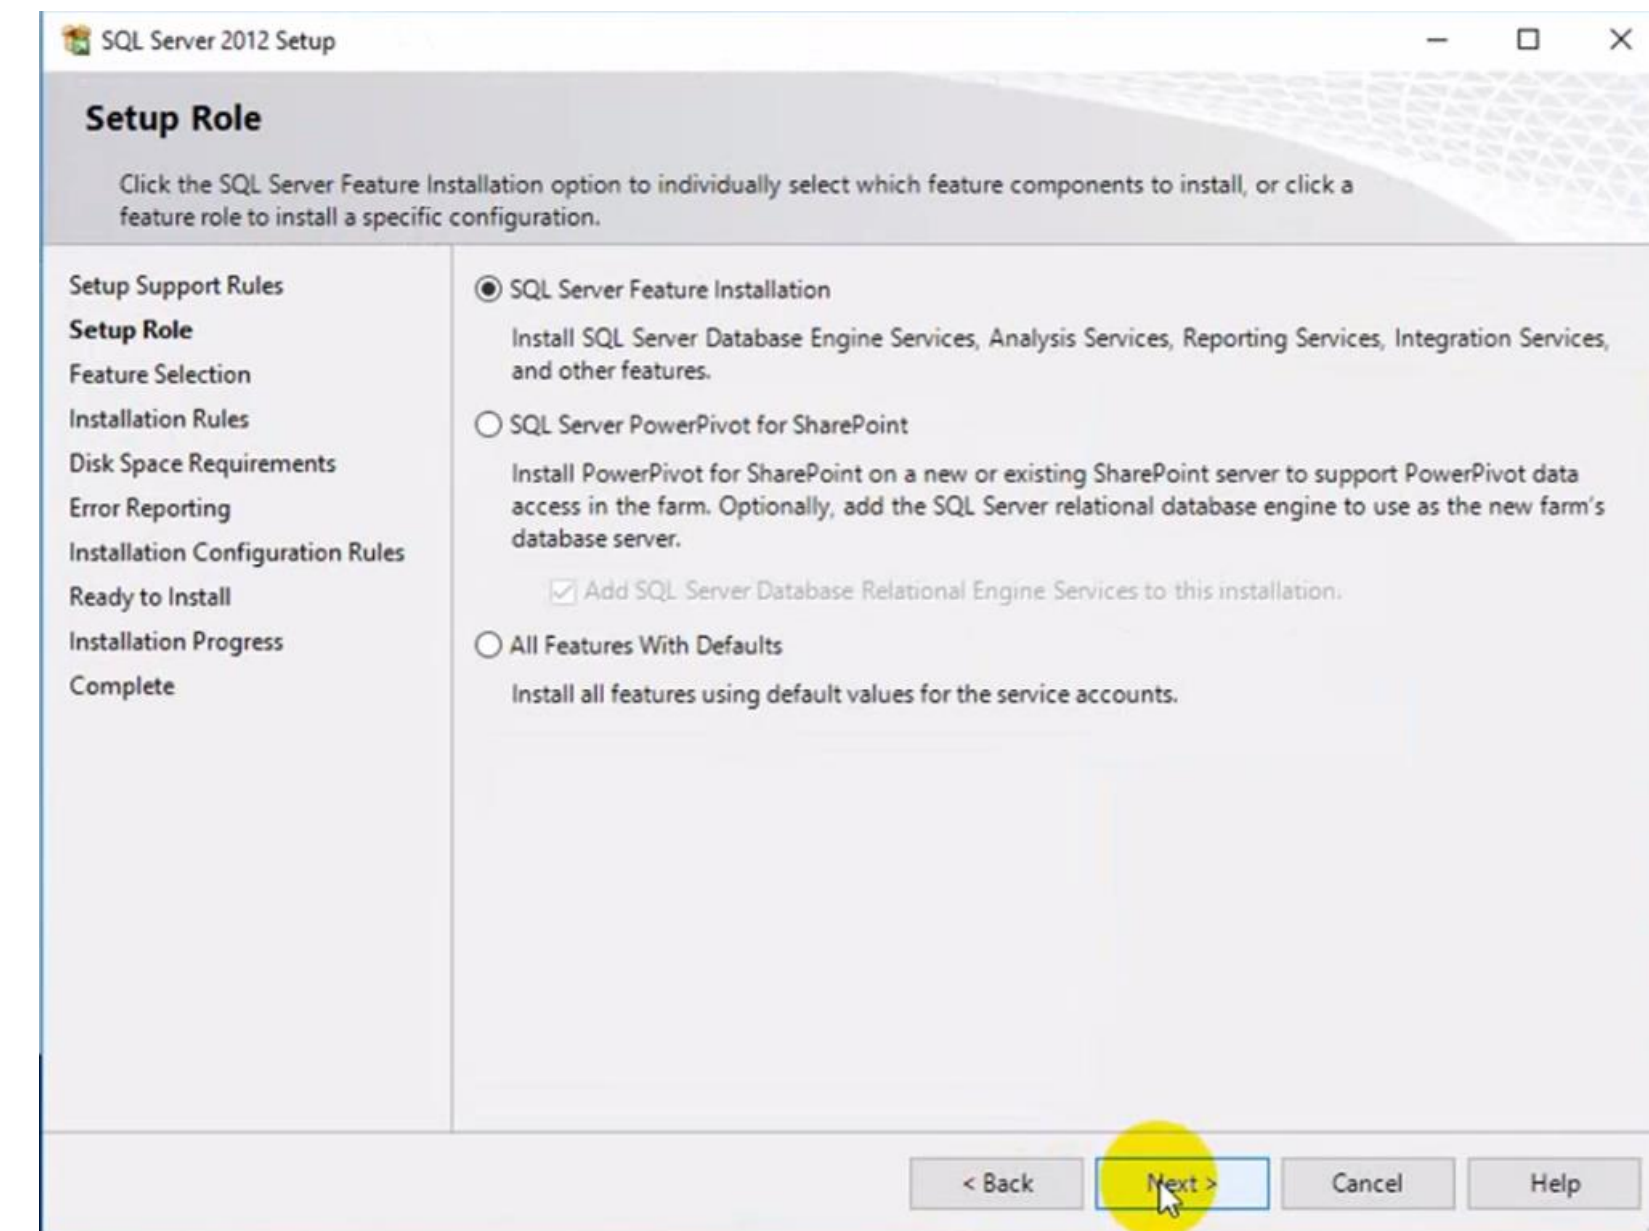 SQL Server 2012 Setup
Setup Role
Click the SQL Server Feature Installation option to individually select which feature components to install, or click a
feature role to install a specific configuration.
Setup Support Rules
Setup Role
Feature Selection
Installation Rules
Disk Space Requirements
Error Reporting
Installation Configuration Rules
Ready to Install
Installation Progress
Complete
SQL Server Feature Installation
Install SQL Server Database Engine Services, Analysis Services, Reporting Services, Integration Services,
and other features.
SQL Server PowerPivot for SharePoint
Install PowerPivot for SharePoint on a new or existing SharePoint server to support PowerPivot data
access in the farm. Optionally, add the SQL Server relational database engine to use as the new farm's
database server.
Add SQL Server Database Relational Engine Services to this installation.
All Features With Defaults
Install all features using default values for the service accounts.
< Back
Next >
Cancel
Help